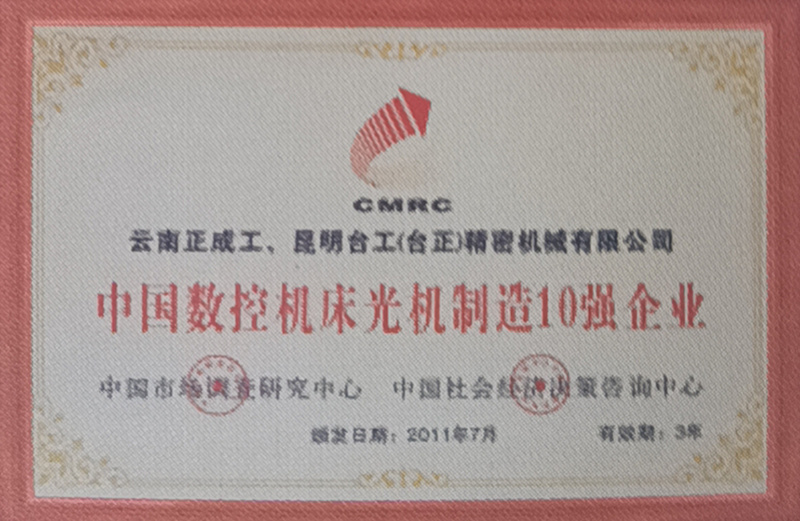 CMRC
云南正成工、昆明台工(台正)精密机械有限公司
中国数控机床光机制造10强企业
中国市场调查研究中心 中国社会经济决策咨询中心
颁发日期：2011年7月 有效期：3年